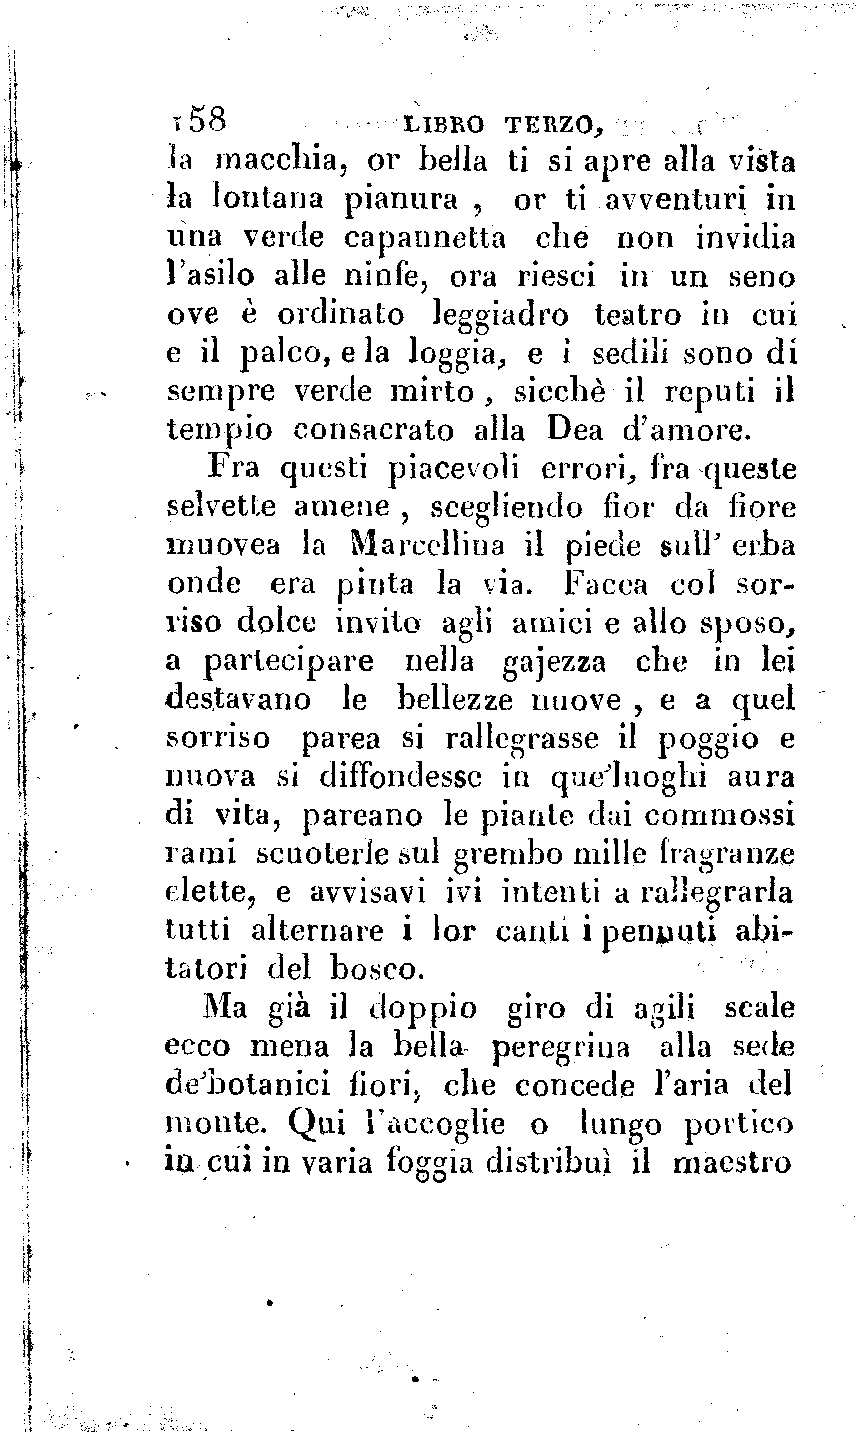 158 LIBRO TERZO,
la macchia, or bella ti si apre alla vista
la lontana pianura , or ti avventuri in
una verde capannetta che non invidia
l'asilo alle ninfe, ora riesci in un seno
ove è ordinato leggiadro teatro in cui
e il palco, e la loggia, e i sedili sono di
sempre verde mirto , sicchè il reputi il
tempio consacrato alla Dea d'amore.
Fra questi piacevoli errori, fra queste
selvette amene , scegliendo fior da fiore
muovea la Marcellina il piede sull' erba
onde era pinta la via. Facea col sor-
riso dolce invito agli amici e allo sposo,
a partecipare nella gajezza che in lei
destavano le bellezze nuove , e a quel
sorriso parea si rallegrasse il poggio e
nuova si diffondesse in que'luoghi aura
di vita, pareano le piante dai commossi
rami scuoterle sul grembo mille fragranze
elette, e avvisavi ivi intenti a rallegrarla
tutti alternare i lor canti i pennuti abi-
tatori del bosco.
Ma già il doppio giro di agili scale
ecco mena la bella peregrina alla sede
de'botanici fiori, che concede l'aria del
monte. Qui l'accoglie o lungo portico
in cui in varia foggia distribuì il maestro